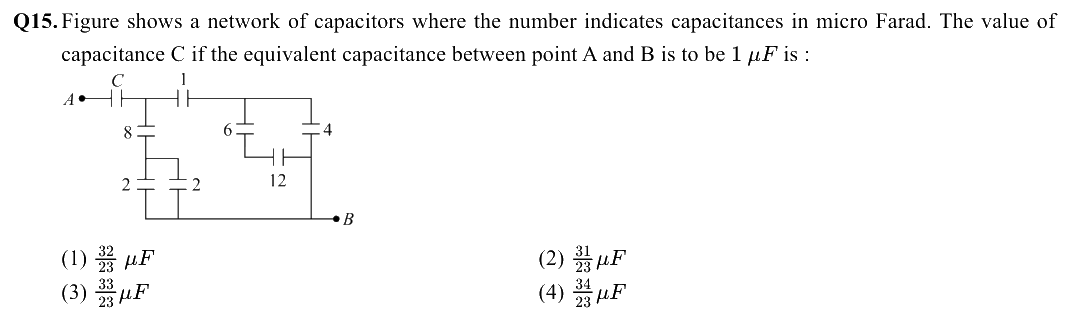 Q15. Figure shows a network of capacitors where the number indicates capacitances in micro Farad. The value of
capacitance C if the equivalent capacitance between point A and B is to be 1 μF is :
C 1
A
8 6 4
2 2 12
B
(1) 32/23 μF (2) 31/23 μF
(3) 33/23 μF (4) 34/23 μF